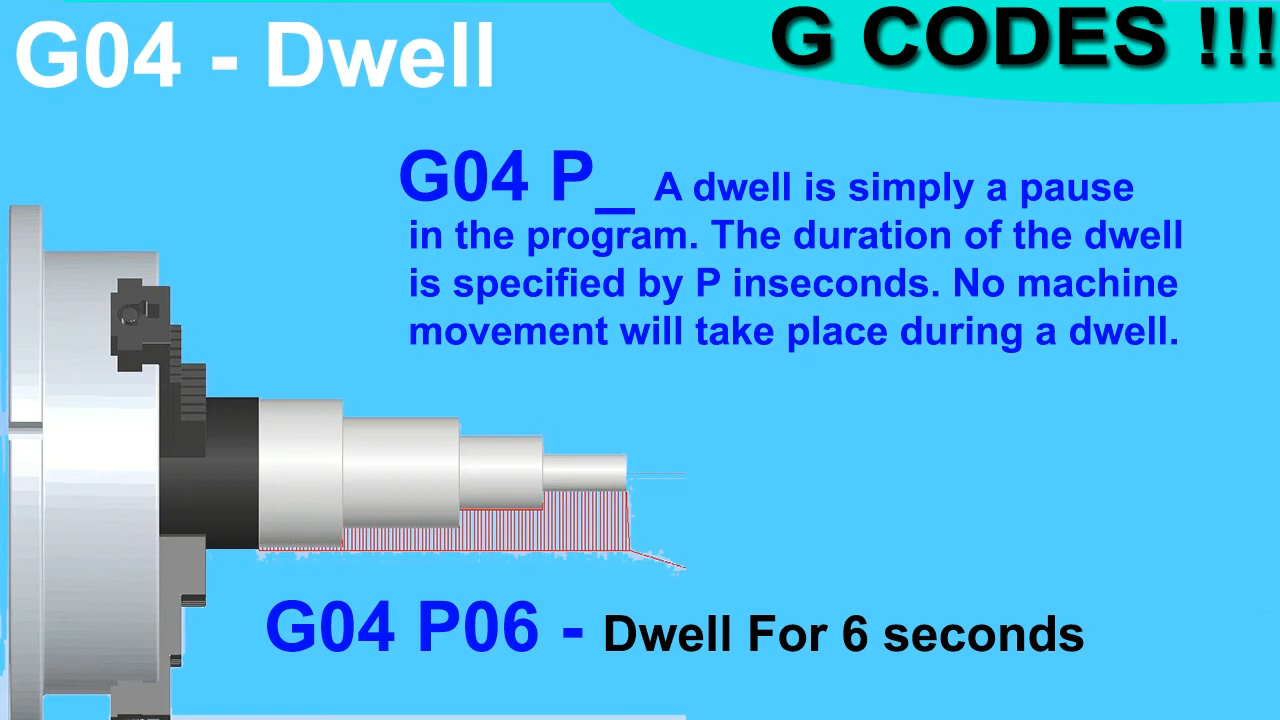 G04 - Dwell
G CODES !!!
G04 P_ A dwell is simply a pause
in the program. The duration of the dwell
is specified by P inseconds. No machine
movement will take place during a dwell.
G04 P06 - Dwell For 6 seconds